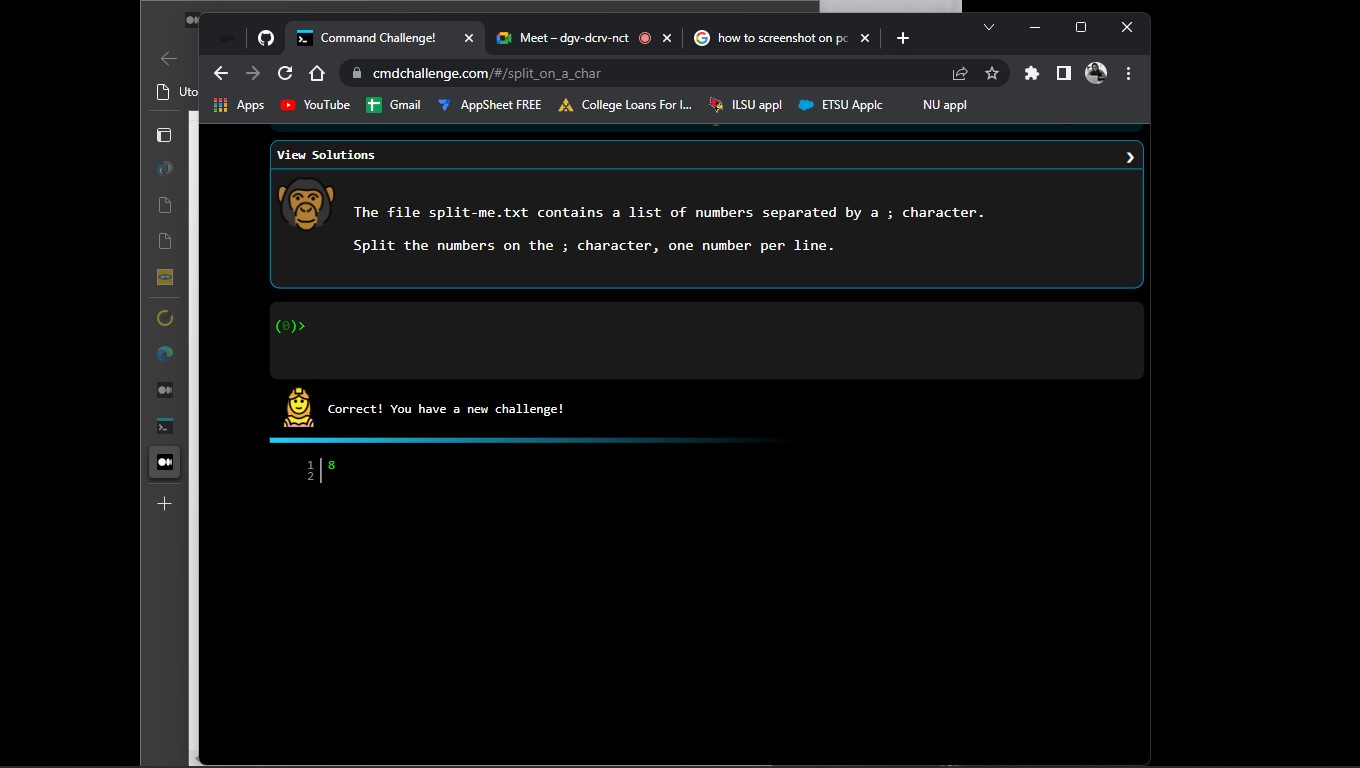 Command Challenge!
Meet – dgv-dcrv-nct
how to screenshot on pc
cmdchallenge.com/#/split_on_a_char
Uto
Apps
YouTube
Gmail
AppSheet FREE
College Loans For I...
ILSU appl
ETSU Applc
NU appl
View Solutions
The file split-me.txt contains a list of numbers separated by a ; character.
Split the numbers on the ; character, one number per line.
(0)>
Correct! You have a new challenge!
1 8
2